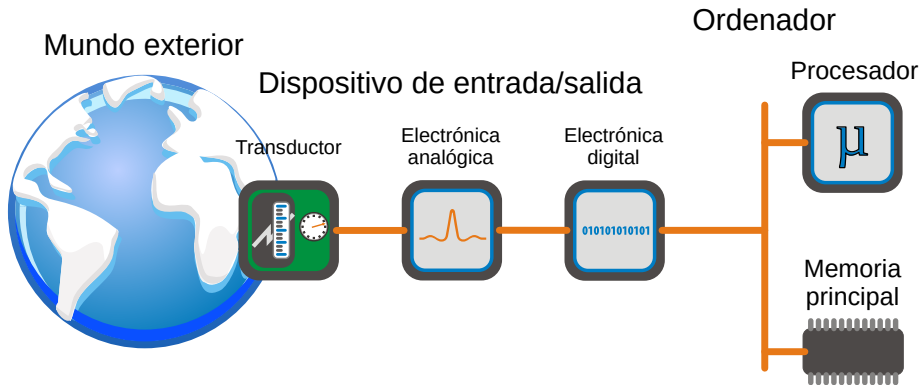 Ordenador
Mundo exterior
Dispositivo de entrada/salida
Procesador
Transductor
Electrónica
analógica
Electrónica
digital
μ
010101010101
Memoria
principal